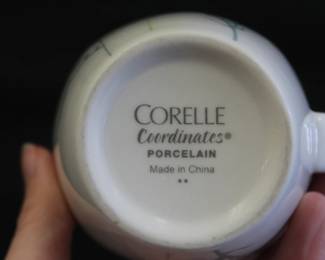 CORELLE
Coordinates®
PORCELAIN
Made in China
**